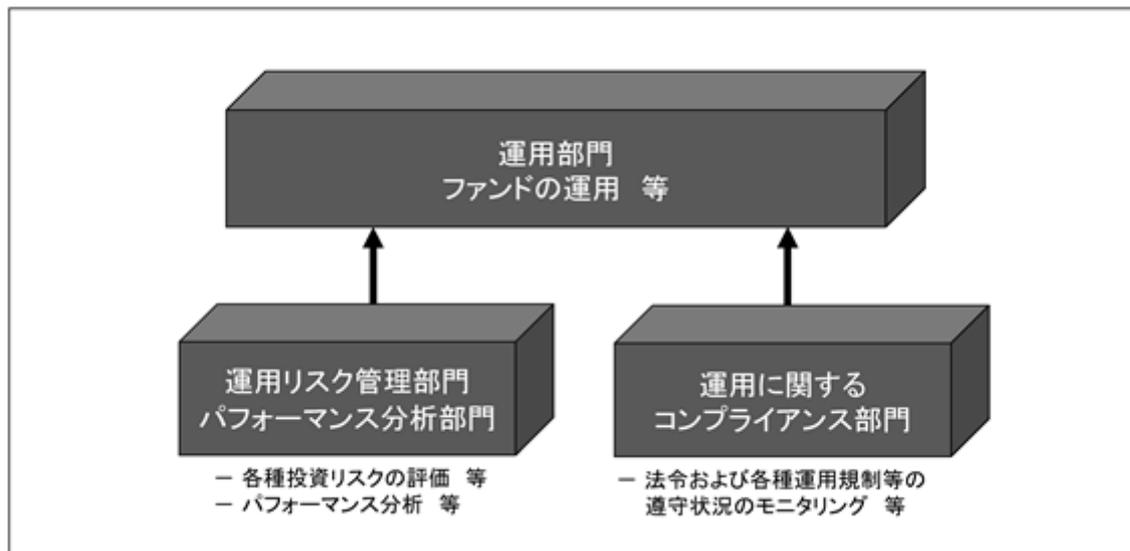 運用部門
ファンドの運用　等
運用リスク管理部門
パフォーマンス分析部門
－ 各種投資リスクの評価　等
－ パフォーマンス分析　等
運用に関する
コンプライアンス部門
－ 法令および各種運用規制等の
遵守状況のモニタリング　等